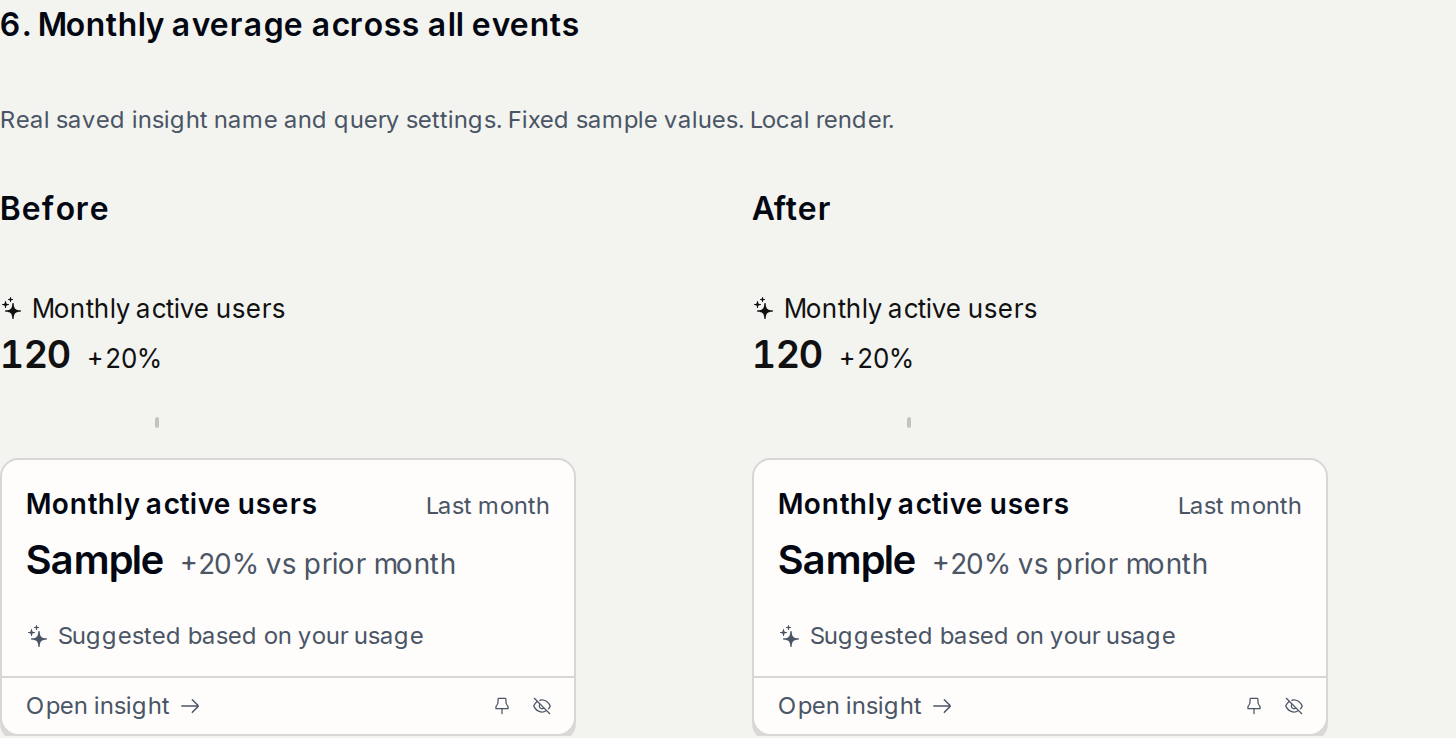 6. Monthly average across all events
Real saved insight name and query settings. Fixed sample values. Local render.
Before
Monthly active users
120 +20%
Monthly active users Last month
Sample +20% vs prior month
Suggested based on your usage
Open insight →
After
Monthly active users
120 +20%
Monthly active users Last month
Sample +20% vs prior month
Suggested based on your usage
Open insight →